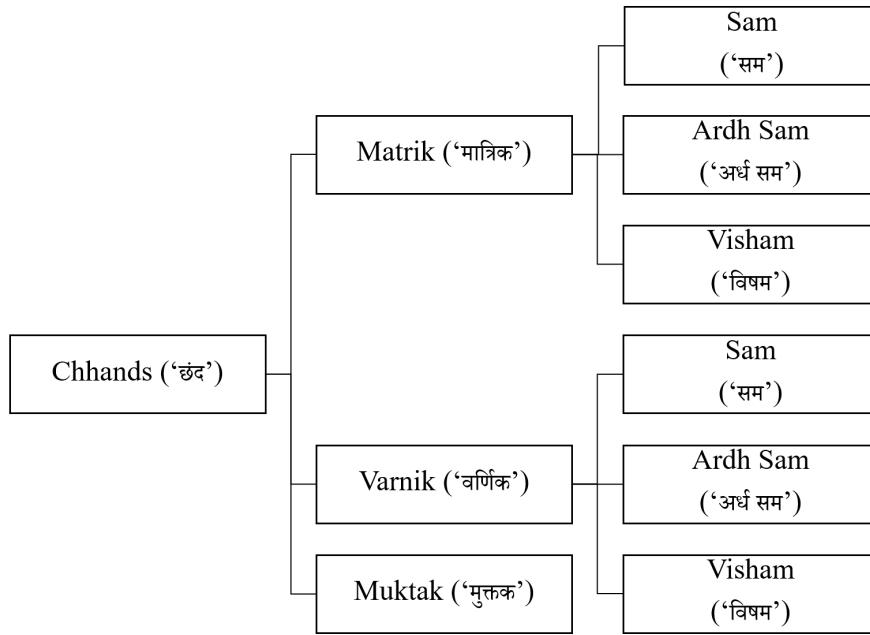 Chhands (‘छंद’)
Matrik (‘मात्रिक’)
Sam
(‘सम’)
Ardh Sam
(‘अर्ध सम’)
Visham
(‘विषम’)
Varnik (‘वर्णिक’)
Sam
(‘सम’)
Ardh Sam
(‘अर्ध सम’)
Visham
(‘विषम’)
Muktak (‘मुक्तक’)